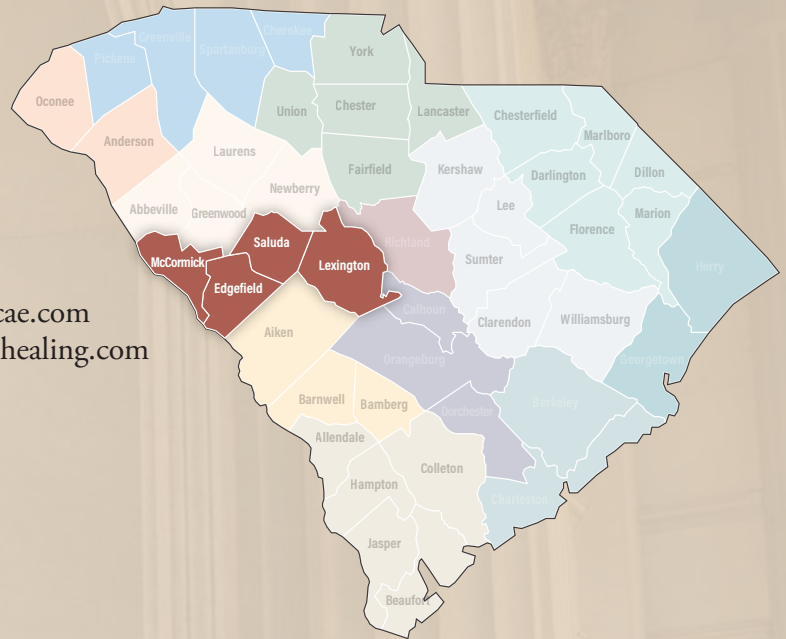 Cherokee
Greenville
Spartanburg
Pickens
York
Oconee
Union
Chester
Lancaster
Chesterfield
Marlboro
Anderson
Laurens
Fairfield
Kershaw
Darlington
Dillon
Newberry
Abbeville
Greenwood
Lee
Marion
Florence
Saluda
Richland
McCormick
Lexington
Sumter
Horry
Edgefield
cae.com
Calhoun
Clarendon
Williamsburg
healing.com
Aiken
Orangeburg
Georgetown
Barnwell
Bamberg
Dorchester
Berkeley
Allendale
Colleton
Hampton
Charleston
Jasper
Beaufort